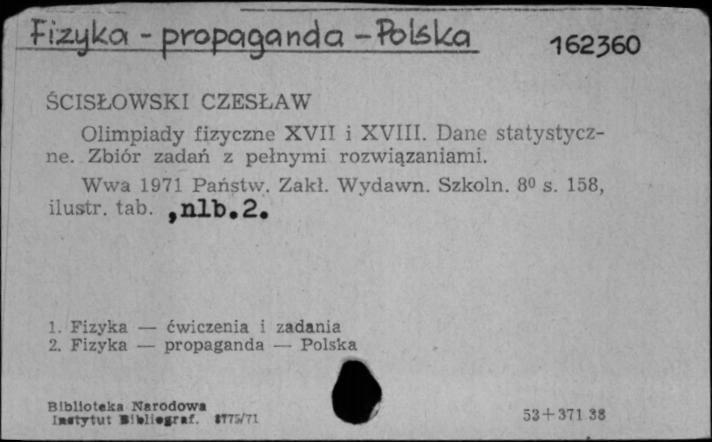 Fizyka - propaganda - Polska
162360
ŚCISŁOWSKI CZESŁAW
Olimpiady fizyczne XVII i XVIII. Dane statystycz-
ne. Zbiór zadań z pełnymi rozwiązaniami.
Wwa 1971 Państw. Zakł. Wydawn. Szkoln. 8⁰ s. 158,
ilustr. tab. ,nlb.2.
1. Fizyka — ćwiczenia i zadania
2. Fizyka — propaganda — Polska
Biblioteka Narodowa
Instytut Bibliograf. 8775/71
53+371 38